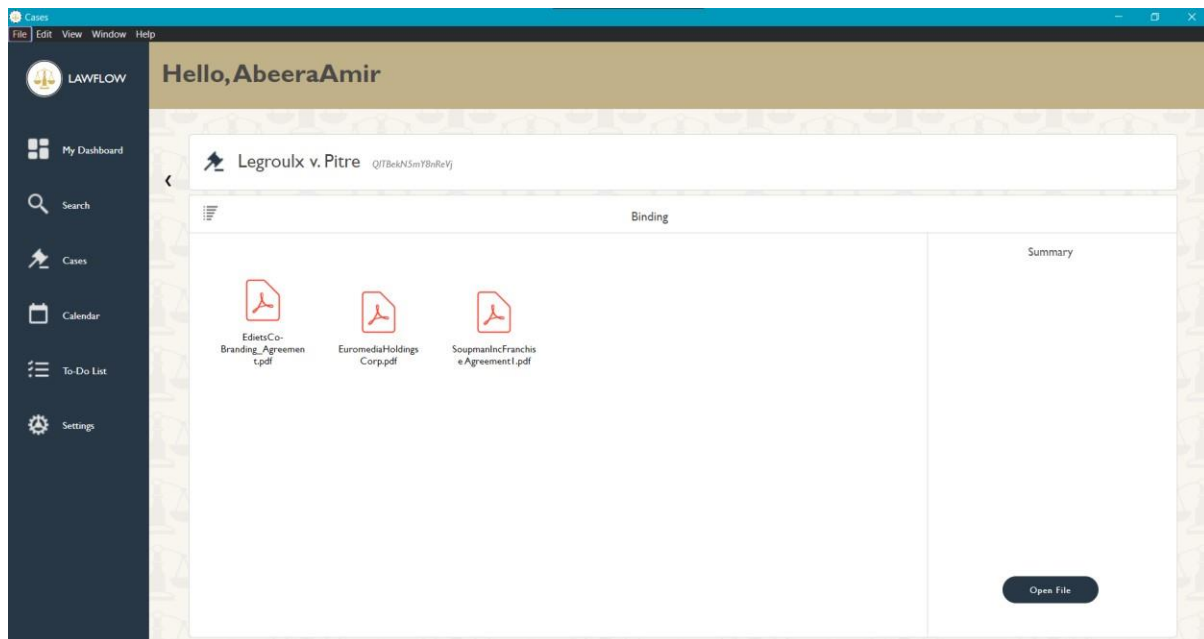 Cases
File Edit View Window Help
LAWFLOW
Hello, AbeeraAmir
My Dashboard
Search
Cases
Calendar
To-Do List
Settings
Legroulx v. Pitre
Binding
Summary
EdietsCo-
Branding_Agreemen
t.pdf
EuromediaHoldings
Corp.pdf
SoupmanIncFranchis
eAgreement1.pdf
Open File